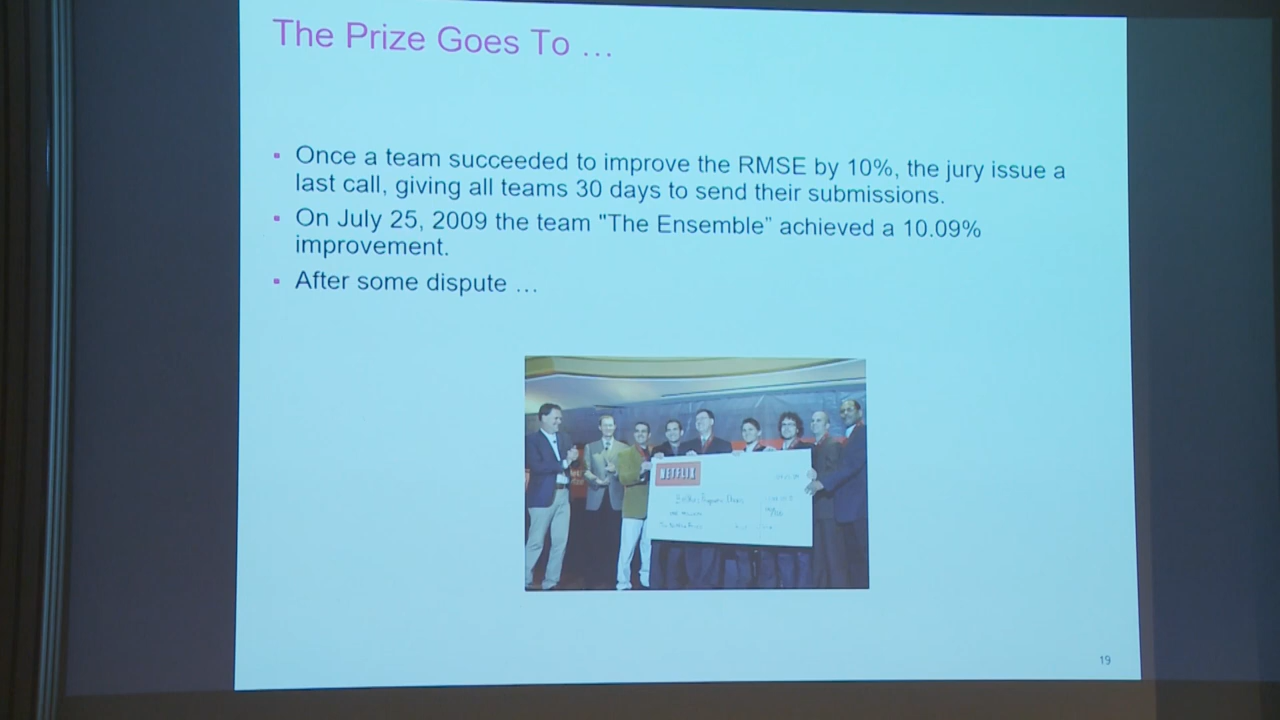 The Prize Goes To …
▪ Once a team succeeded to improve the RMSE by 10%, the jury issue a
last call, giving all teams 30 days to send their submissions.
▪ On July 25, 2009 the team "The Ensemble” achieved a 10.09%
improvement.
▪ After some dispute …
NETFLIX
19